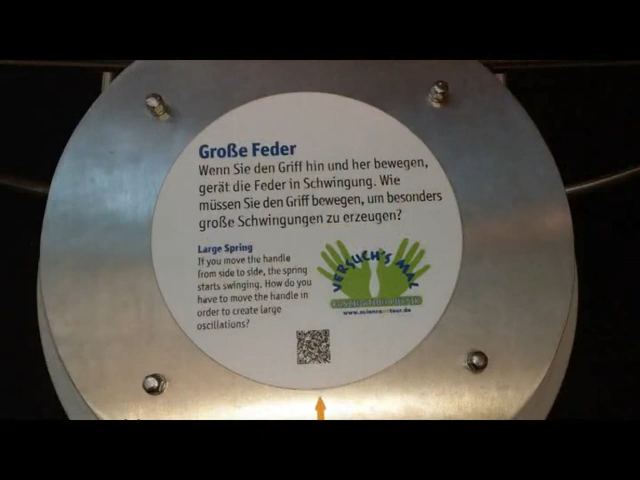 Große Feder
Wenn Sie den Griff hin und her bewegen,
gerät die Feder in Schwingung. Wie
müssen Sie den Griff bewegen, um besonders
große Schwingungen zu erzeugen?
Large Spring
If you move the handle
from side to side, the spring
starts swinging. How do you
have to move the handle in
order to create large
oscillations?
VERSUCH'S MAL